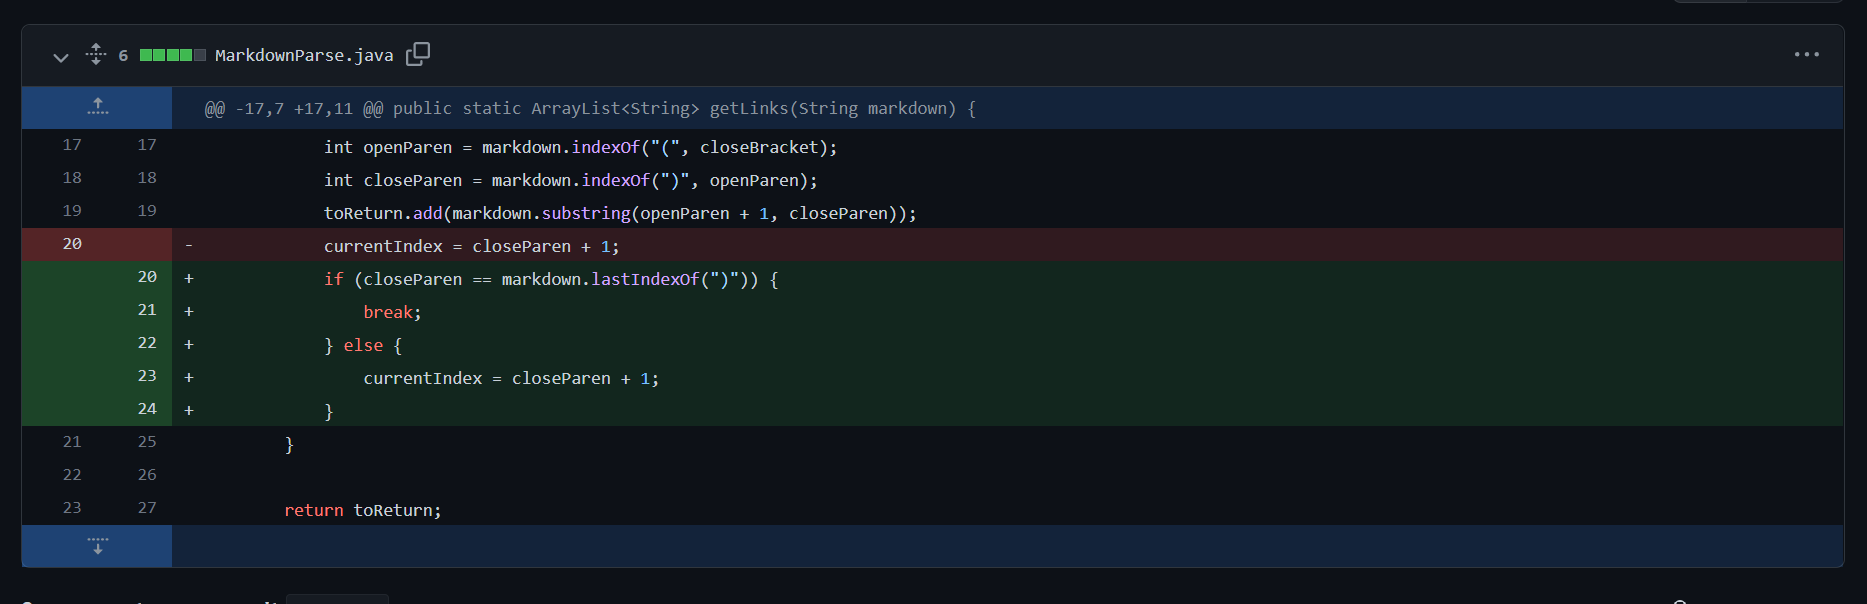 6 MarkdownParse.java
@@ -17,7 +17,11 @@ public static ArrayList<String> getLinks(String markdown) {
17 17 int openParen = markdown.indexOf("(", closeBracket);
18 18 int closeParen = markdown.indexOf(")", openParen);
19 19 toReturn.add(markdown.substring(openParen + 1, closeParen));
20 - currentIndex = closeParen + 1;
20 + if (closeParen == markdown.lastIndexOf(")")) {
21 + break;
22 + } else {
23 + currentIndex = closeParen + 1;
24 + }
21 25 }
22 26
23 27 return toReturn;